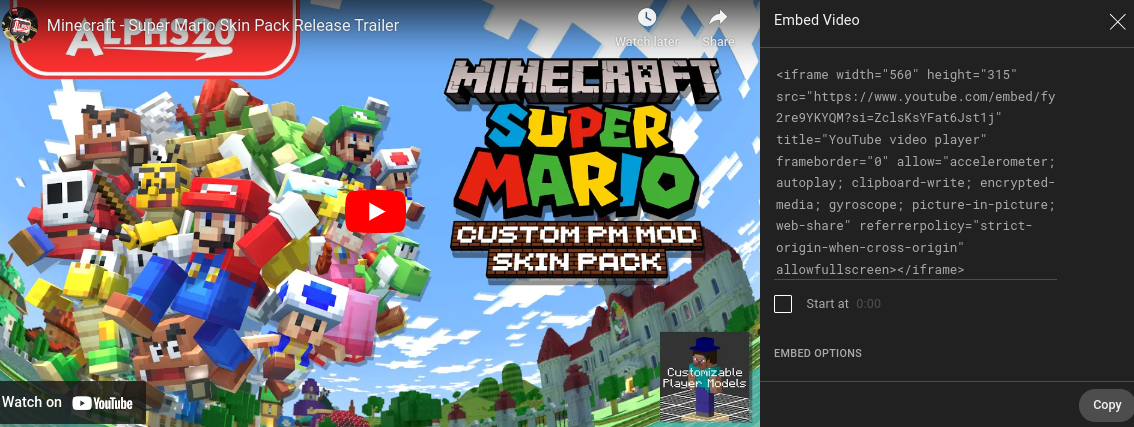 ALPHS20
Minecraft - Super Mario Skin Pack Release Trailer
Watch later
Share
MINECRAFT
SUPER
MARIO
CUSTOM PM MOD
SKIN PACK
Customizable
Player Models
Watch on YouTube
Embed Video
<iframe width="560" height="315"
src="https://www.youtube.com/embed/fy
2re9YKYQM?si=ZclsKsYFat6Jst1j"
title="YouTube video player"
frameborder="0" allow="accelerometer;
autoplay; clipboard-write; encrypted-
media; gyroscope; picture-in-picture;
web-share" referrerpolicy="strict-
origin-when-cross-origin"
allowfullscreen></iframe>
Start at 0:00
EMBED OPTIONS
Copy